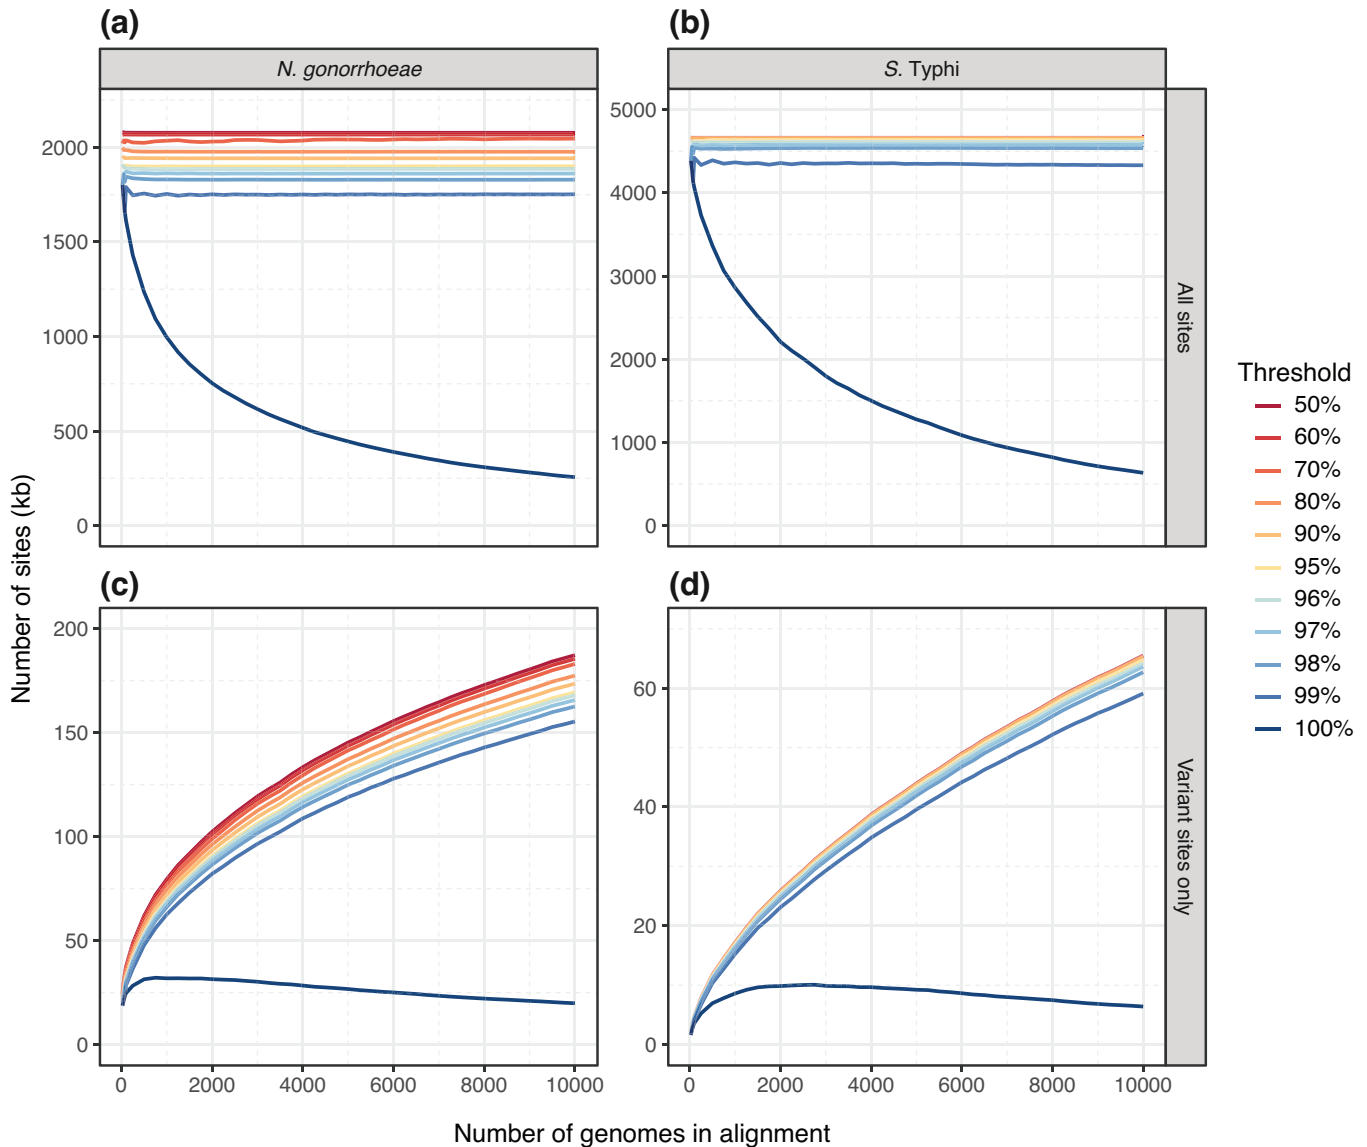 (a)
(b)
N. gonorrhoeae
S. Typhi
2000
1500
1000
500
0
5000
4000
3000
2000
1000
0
All sites
Number of sites (kb)
(c)
(d)
200
150
100
50
0
60
40
20
0
Variant sites only
0 2000 4000 6000 8000 10000
0 2000 4000 6000 8000 10000
Number of genomes in alignment
Threshold
50%
60%
70%
80%
90%
95%
96%
97%
98%
99%
100%